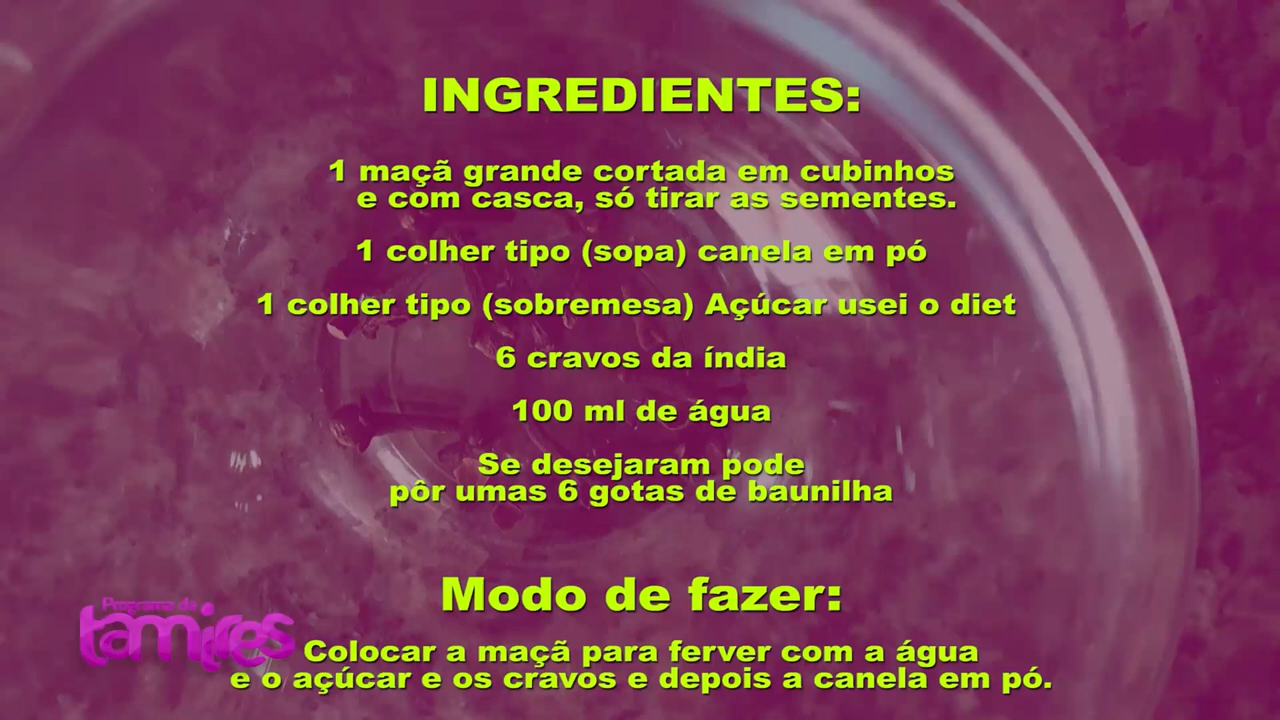 INGREDIENTES:
1 maçã grande cortada em cubinhos
e com casca, só tirar as sementes.
1 colher tipo (sopa) canela em pó
1 colher tipo (sobremesa) Açúcar usei o diet
6 cravos da índia
100 ml de água
Se desejaram pode
pôr umas 6 gotas de baunilha
Modo de fazer:
Programa da
tamires
Colocar a maçã para ferver com a água
e o açúcar e os cravos e depois a canela em pó.